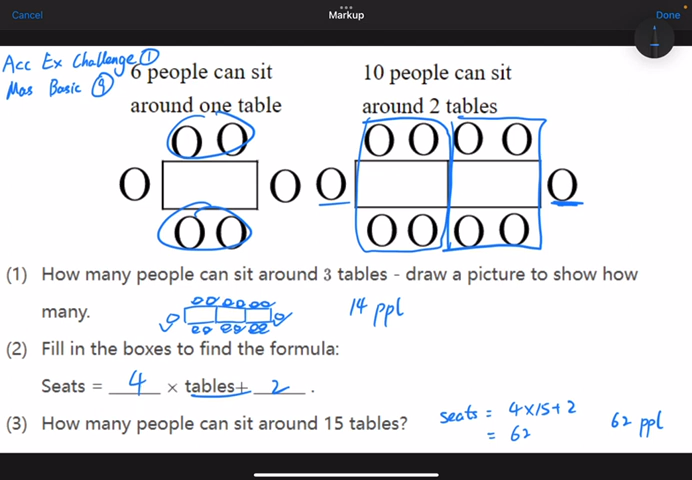 Cancel
Markup
Done
Acc Ex Challenge ①
Mas Basic ⑨
6 people can sit
around one table
10 people can sit
around 2 tables
(1) How many people can sit around 3 tables - draw a picture to show how
many.
14 ppl
(2) Fill in the boxes to find the formula:
Seats = 4 × tables + 2 .
(3) How many people can sit around 15 tables?
seats = 4x15+2
= 62
62 ppl